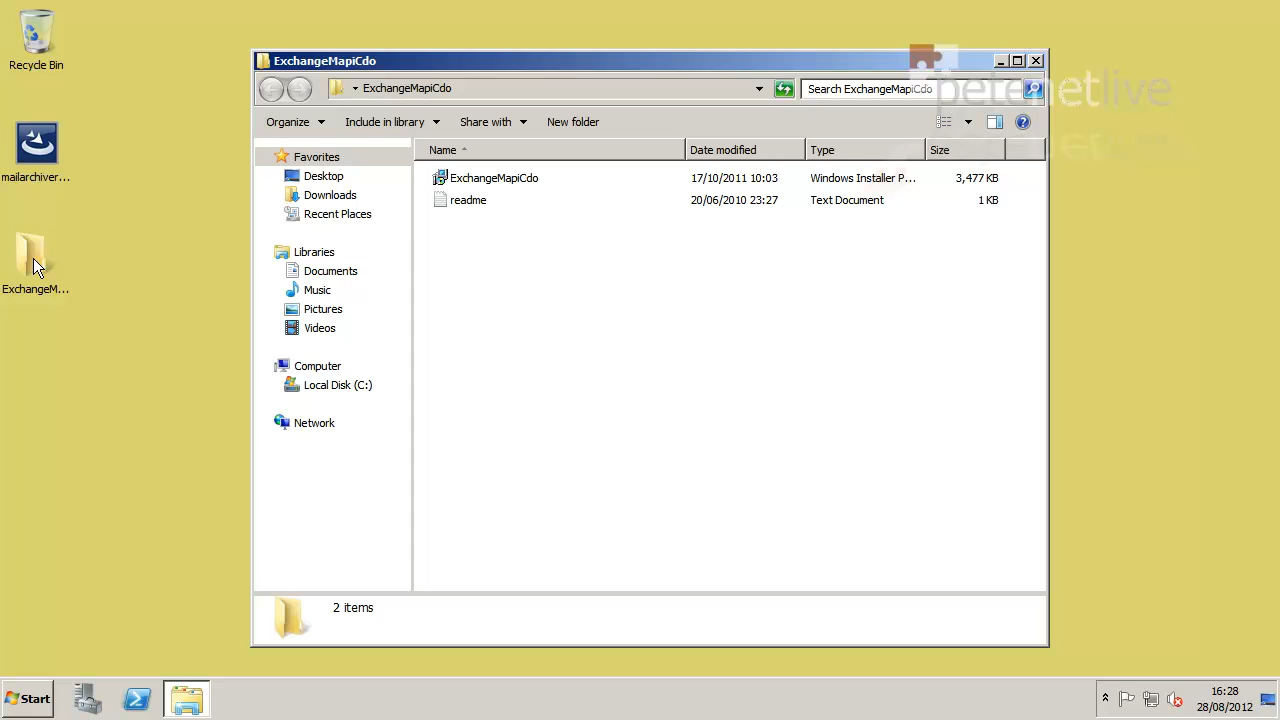 Recycle Bin
mailarchiver...
ExchangeM...
ExchangeMapiCdo
ExchangeMapiCdo
Search ExchangeMapiCdo
petenetlive
Organize
Include in library
Share with
New folder
Favorites
Desktop
Downloads
Recent Places
Libraries
Documents
Music
Pictures
Videos
Computer
Local Disk (C:)
Network
Name Date modified Type Size
ExchangeMapiCdo 17/10/2011 10:03 Windows Installer P... 3,477 KB
readme 20/06/2010 23:27 Text Document 1 KB
2 items
Start
16:28
28/08/2012